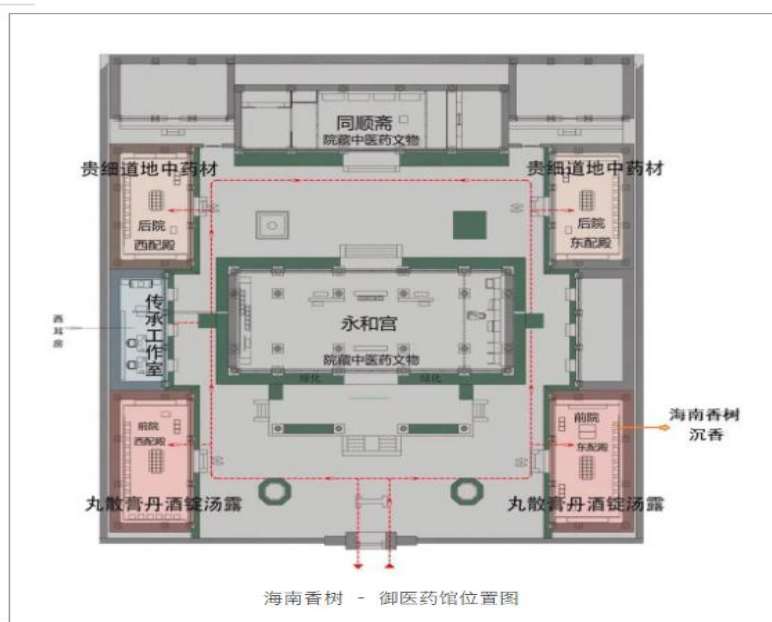 同顺斋
院藏中医药文物
贵细道地中药材
后院
西配殿
贵细道地中药材
后院
东配殿
西耳房
传承工作室
永和宫
院藏中医药文物
绿化
绿化
前院
西配殿
丸散膏丹酒锭汤露
前院
东配殿
丸散膏丹酒锭汤露
海南香树
沉香
海南香树 - 御医药馆位置图